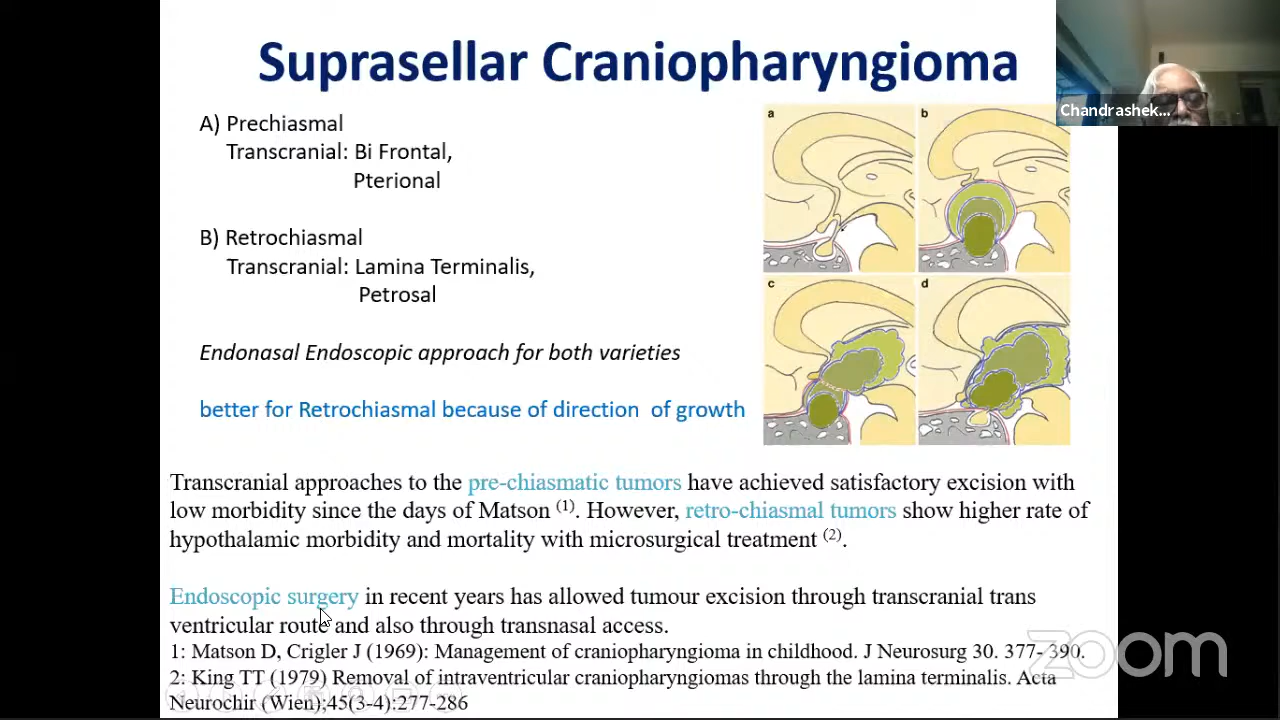 Suprasellar Craniopharyngioma
Chandrashek...
A) Prechiasmal
Transcranial: Bi Frontal,
Pterional
B) Retrochiasmal
Transcranial: Lamina Terminalis,
Petrosal
Endonasal Endoscopic approach for both varieties
better for Retrochiasmal because of direction of growth
a
b
c
d
Transcranial approaches to the pre-chiasmatic tumors have achieved satisfactory excision with
low morbidity since the days of Matson (1). However, retro-chiasmal tumors show higher rate of
hypothalamic morbidity and mortality with microsurgical treatment (2).
Endoscopic surgery in recent years has allowed tumour excision through transcranial trans
ventricular route and also through transnasal access.
1: Matson D, Crigler J (1969): Management of craniopharyngioma in childhood. J Neurosurg 30. 377- 390.
2: King TT (1979) Removal of intraventricular craniopharyngiomas through the lamina terminalis. Acta
Neurochir (Wien);45(3-4):277-286
zoom